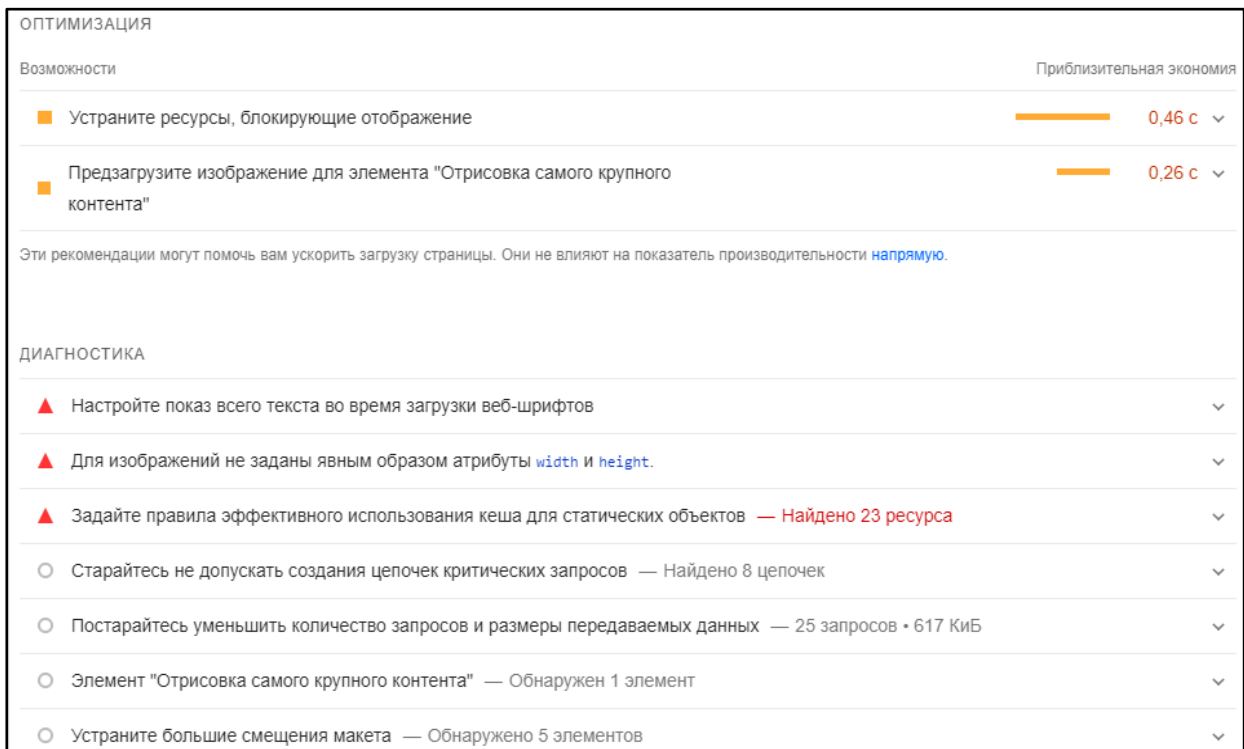 ОПТИМИЗАЦИЯ
Возможности Приблизительная экономия
Устраните ресурсы, блокирующие отображение 0,46 с
Предзагрузите изображение для элемента "Отрисовка самого крупного
контента" 0,26 с
Эти рекомендации могут помочь вам ускорить загрузку страницы. Они не влияют на показатель производительности напрямую.
ДИАГНОСТИКА
Настройте показ всего текста во время загрузки веб-шрифтов
Для изображений не заданы явным образом атрибуты width и height.
Задайте правила эффективного использования кеша для статических объектов — Найдено 23 ресурса
Старайтесь не допускать создания цепочек критических запросов — Найдено 8 цепочек
Постарайтесь уменьшить количество запросов и размеры передаваемых данных — 25 запросов • 617 КиБ
Элемент "Отрисовка самого крупного контента" — Обнаружен 1 элемент
Устраните большие смещения макета — Обнаружено 5 элементов